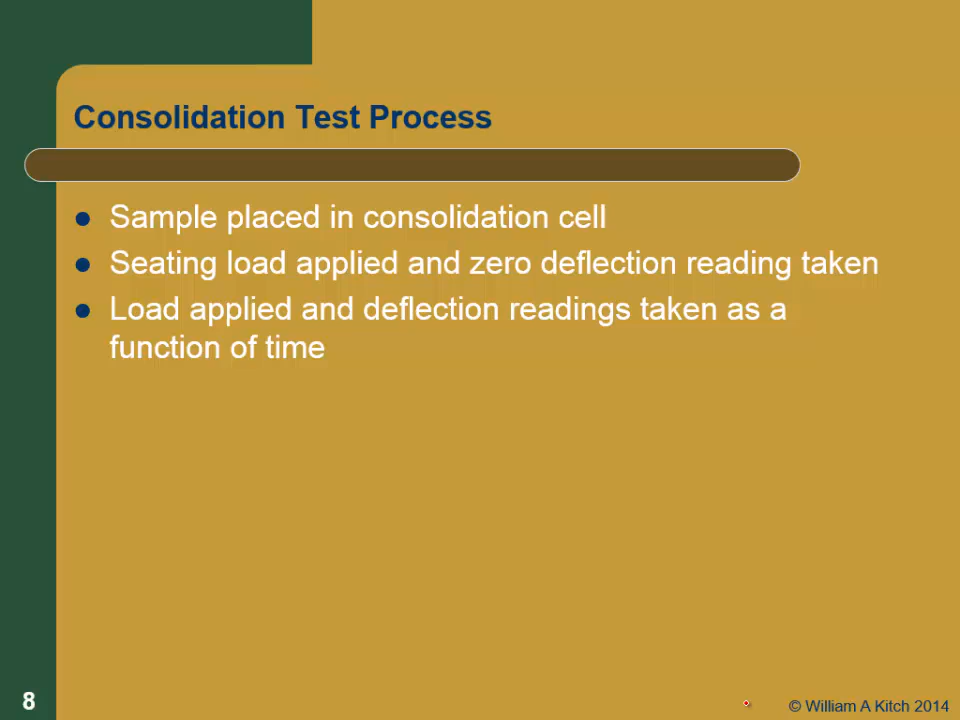 Consolidation Test Process
Sample placed in consolidation cell
Seating load applied and zero deflection reading taken
Load applied and deflection readings taken as a
function of time
8
© William A Kitch 2014